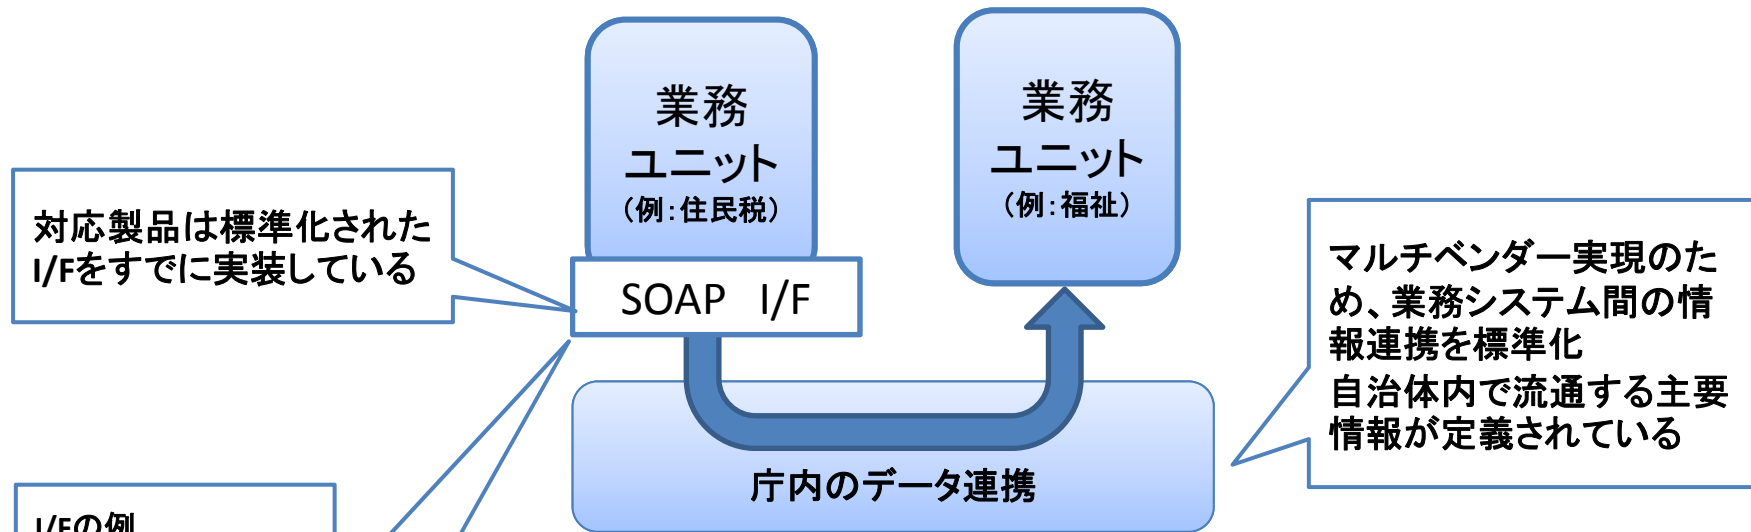 業務
ユニット
（例：住民税）
業務
ユニット
（例：福祉）
対応製品は標準化された
I/Fをすでに実装している
SOAP　I/F
マルチベンダー実現のた
め、業務システム間の情
報連携を標準化
自治体内で流通する主要
情報が定義されている
庁内のデータ連携
I/Fの例